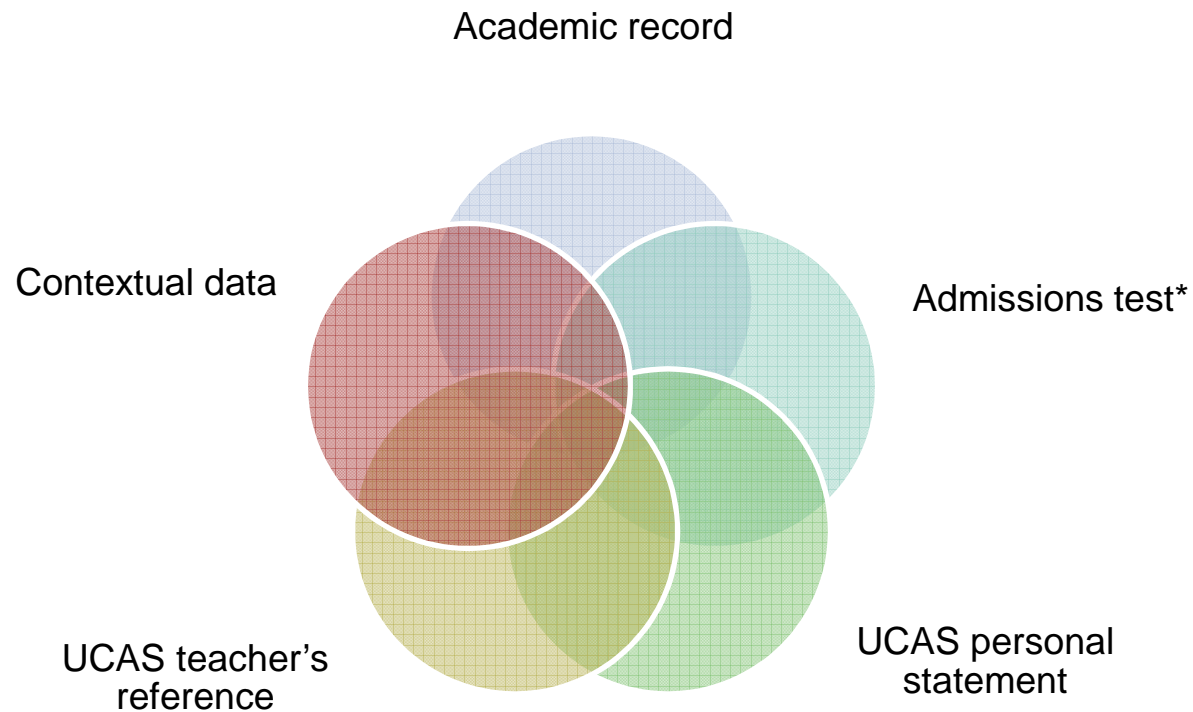 Academic record
Contextual data
Admissions test*
UCAS teacher’s
reference
UCAS personal
statement